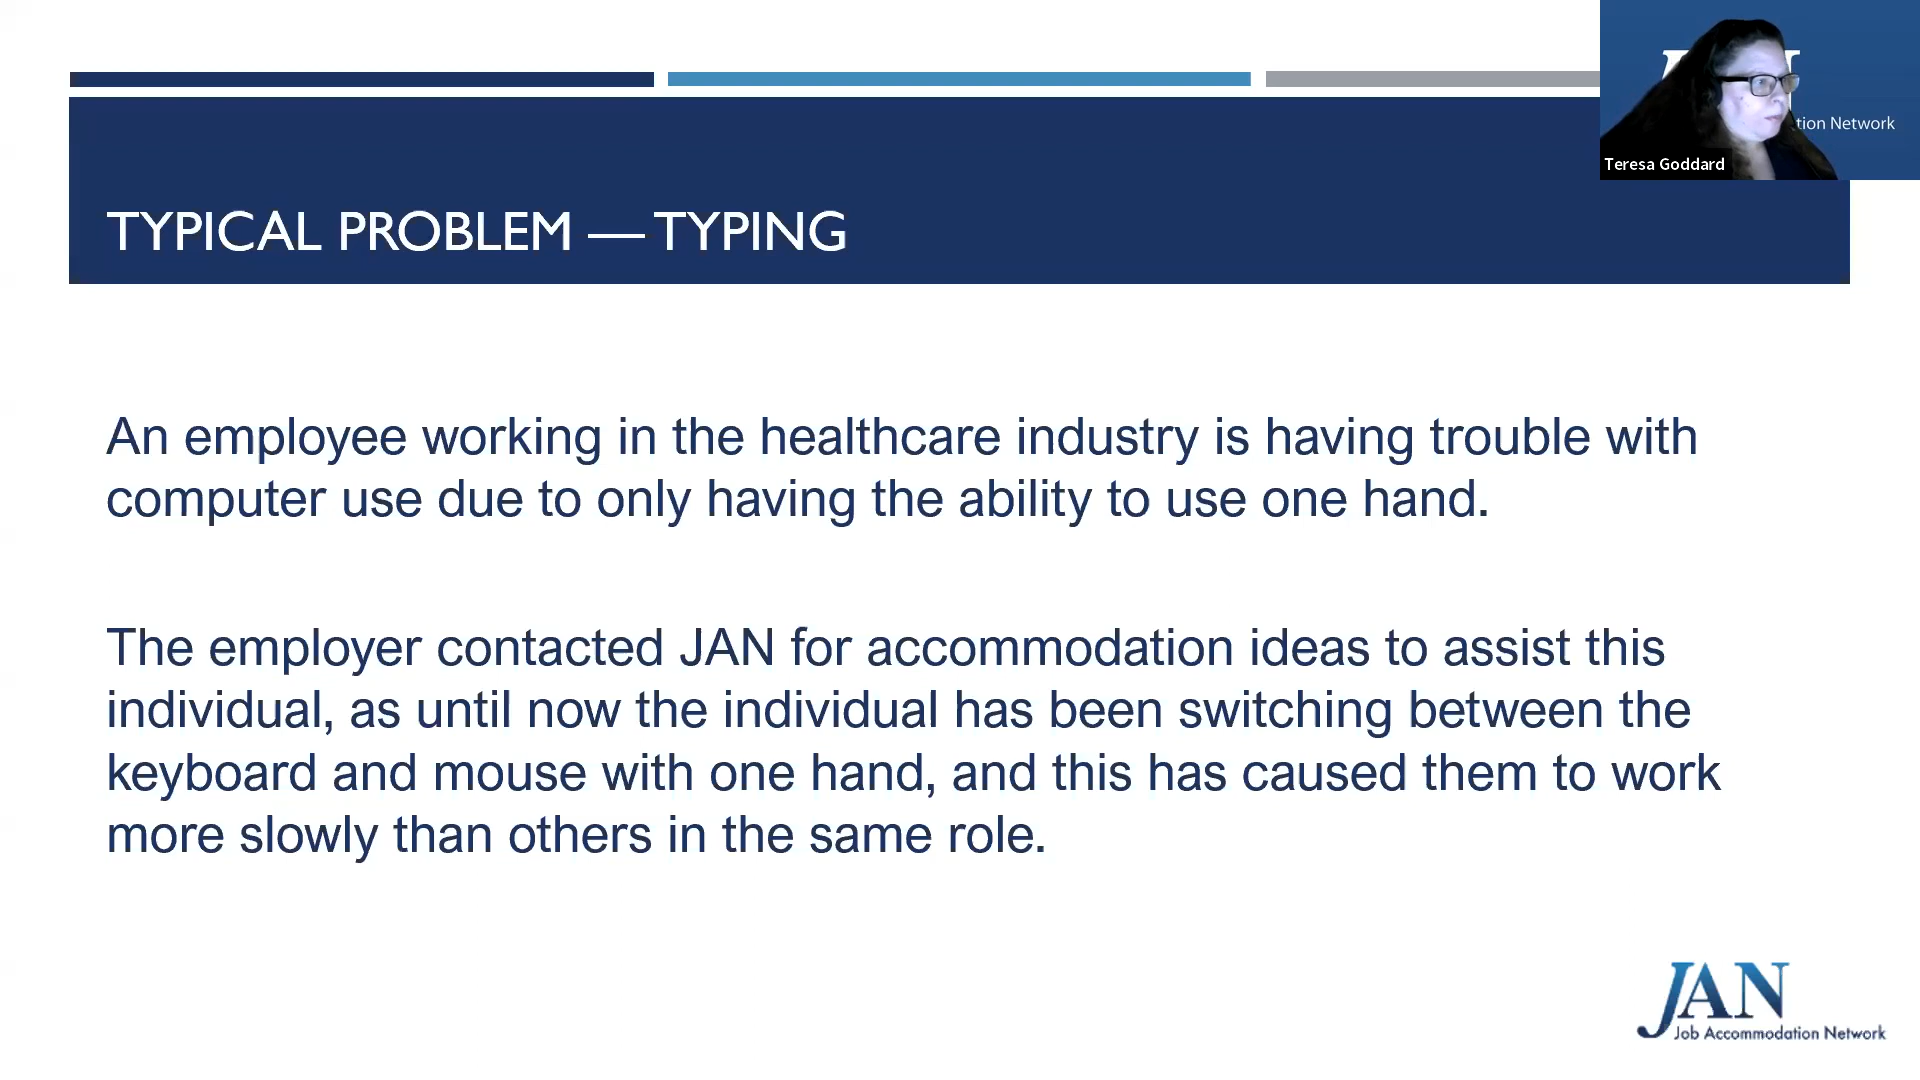 tion Network
Teresa Goddard
TYPICAL PROBLEM — TYPING
An employee working in the healthcare industry is having trouble with
computer use due to only having the ability to use one hand.
The employer contacted JAN for accommodation ideas to assist this
individual, as until now the individual has been switching between the
keyboard and mouse with one hand, and this has caused them to work
more slowly than others in the same role.
JAN
Job Accommodation Network